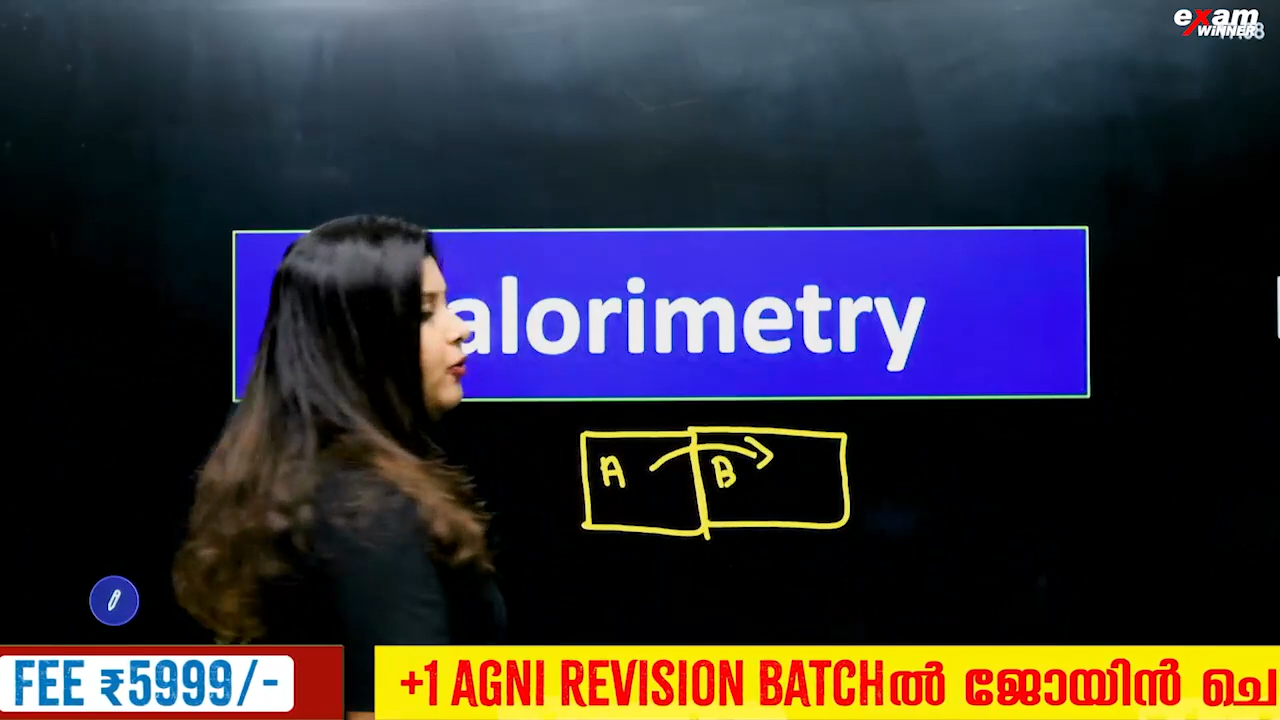 exam
WINNER
alorimetry
A B
FEE ₹5999/-
+1 AGNI REVISION BATCHൽ ജോയിൻ ചെ